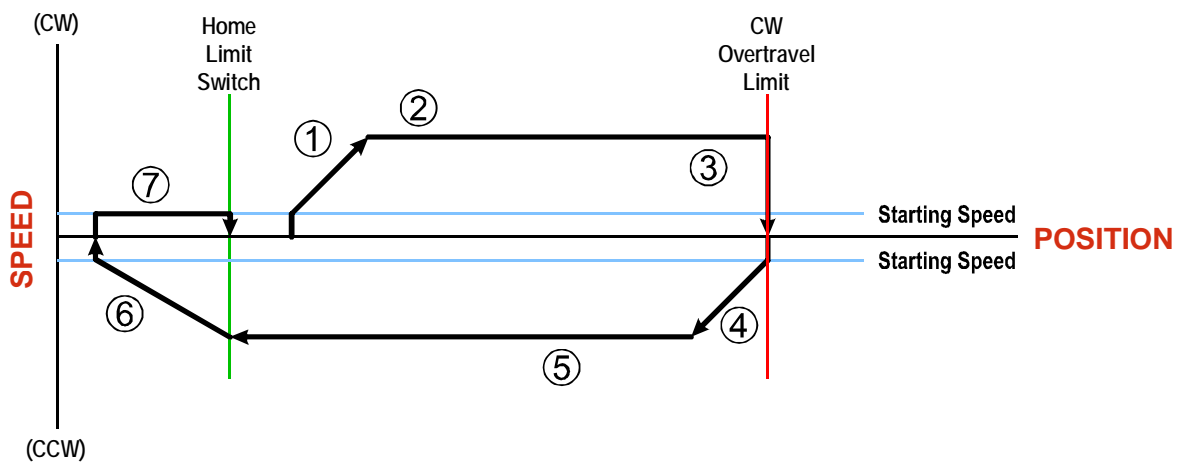 (CW)
Home
Limit
Switch
CW
Overtravel
Limit
①
②
③
⑦
Starting Speed
SPEED
POSITION
Starting Speed
⑥
④
⑤
(CCW)